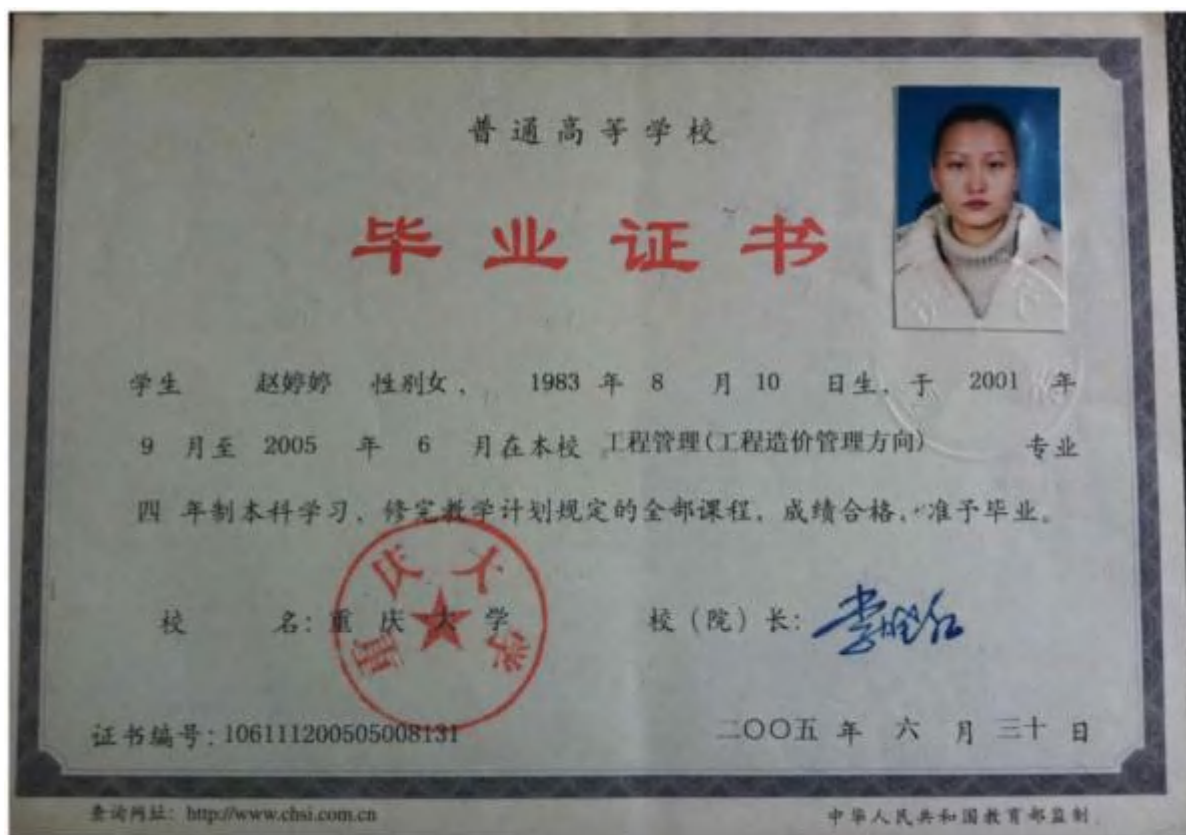 普通高等学校
毕业证书
学生 赵婷婷 性别女, 1983 年 8 月 10 日生, 于 2001 年
9 月至 2005 年 6 月在本校 工程管理(工程造价管理方向) 专业
四 年制本科学习, 修完教学计划规定的全部课程, 成绩合格, 准予毕业。
校 名: 重庆大学 校(院)长:
重庆大学
证书编号: 106111200505008131 二〇〇五 年 六 月 三十 日
查询网址: http://www.chsi.com.cn 中华人民共和国教育部监制